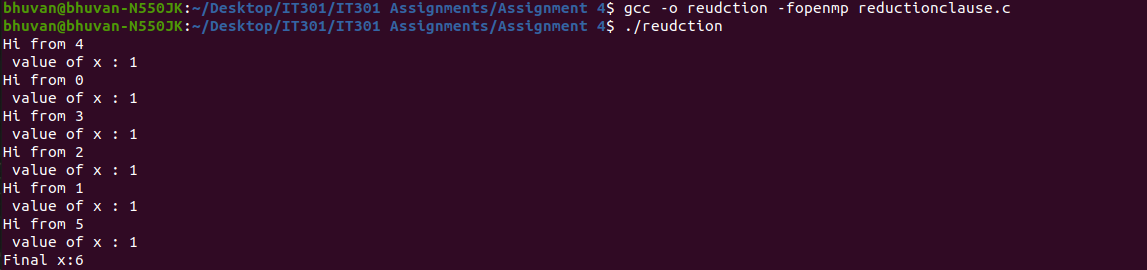 bhuvan@bhuvan-N550JK:~/Desktop/IT301/IT301 Assignments/Assignment 4$ gcc -o reudction -fopenmp reductionclause.c
bhuvan@bhuvan-N550JK:~/Desktop/IT301/IT301 Assignments/Assignment 4$ ./reudction
Hi from 4
 value of x : 1
Hi from 0
 value of x : 1
Hi from 3
 value of x : 1
Hi from 2
 value of x : 1
Hi from 1
 value of x : 1
Hi from 5
 value of x : 1
Final x:6